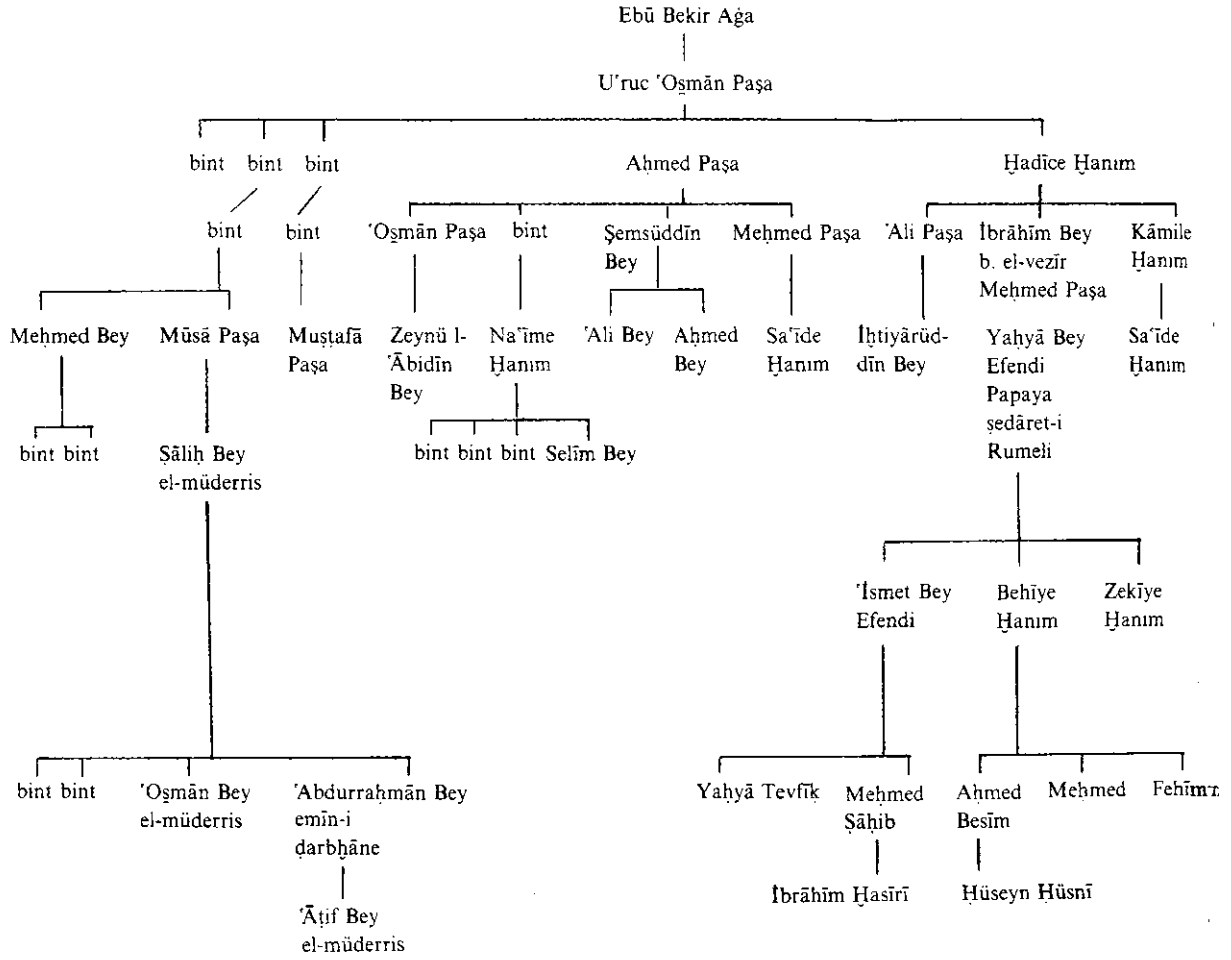 Ebū Bekir Aġa
U'ruc 'Os̱mān Paşa
bint bint bint Aḥmed Paşa Ḫadīce Ḫanım
bint bint 'Os̱mān Paşa bint Şemsüddīn Meḥmed Paşa 'Ali Paşa İbrāhīm Bey Kāmile
Bey b. el-vezīr Ḫanım
Meḥmed Paşa
Meḥmed Bey Mūsā Paşa Muṣṭafā Zeynü l- Na'īme 'Ali Bey Aḥmed Sa'īde İḫtiyārüd- Yaḥyā Bey Sa'īde
Paşa 'Ābidīn Ḫanım Bey Ḫanım dīn Bey Efendi Ḫanım
Bey Papaya
ṣedāret-i
bint bint Ṣāliḥ Bey bint bint bint Selīm Bey Rumeli
el-müderris
'İsmet Bey Behīye Zekīye
Efendi Ḫanım Ḫanım
bint bint 'Os̱mān Bey 'Abdurraḥmān Bey Yaḥyā Tevfīḳ Meḥmed Aḥmed Meḥmed
el-müderris emīn-i Ṣāḥib Besīm
ḍarbḫāne
İbrāhīm Ḫasīrī Ḥüseyn Ḥüsnī
'Āṭıf Bey
el-müderris